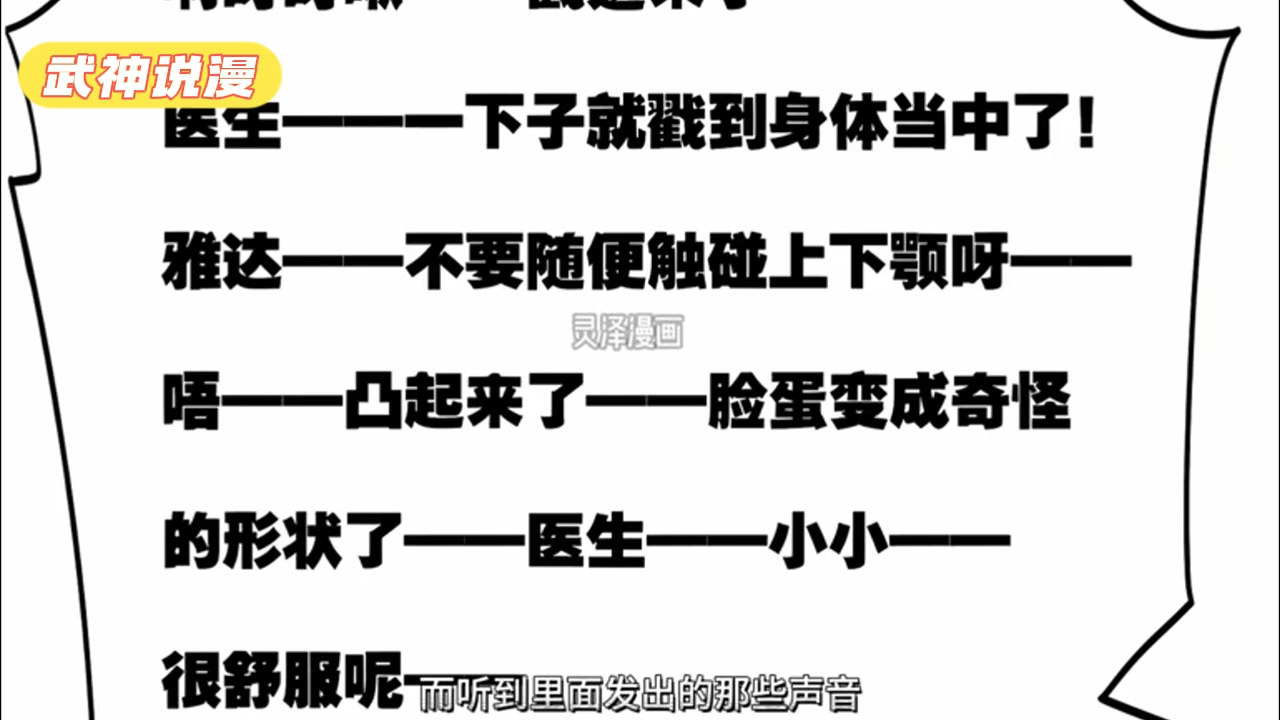 武神说漫
医生———下子就戳到身体当中了!
雅达——不要随便触碰上下颚呀——
灵泽漫画
唔——凸起来了——脸蛋变成奇怪
的形状了——医生——小小——
很舒服呢——
而听到里面发出的那些声音